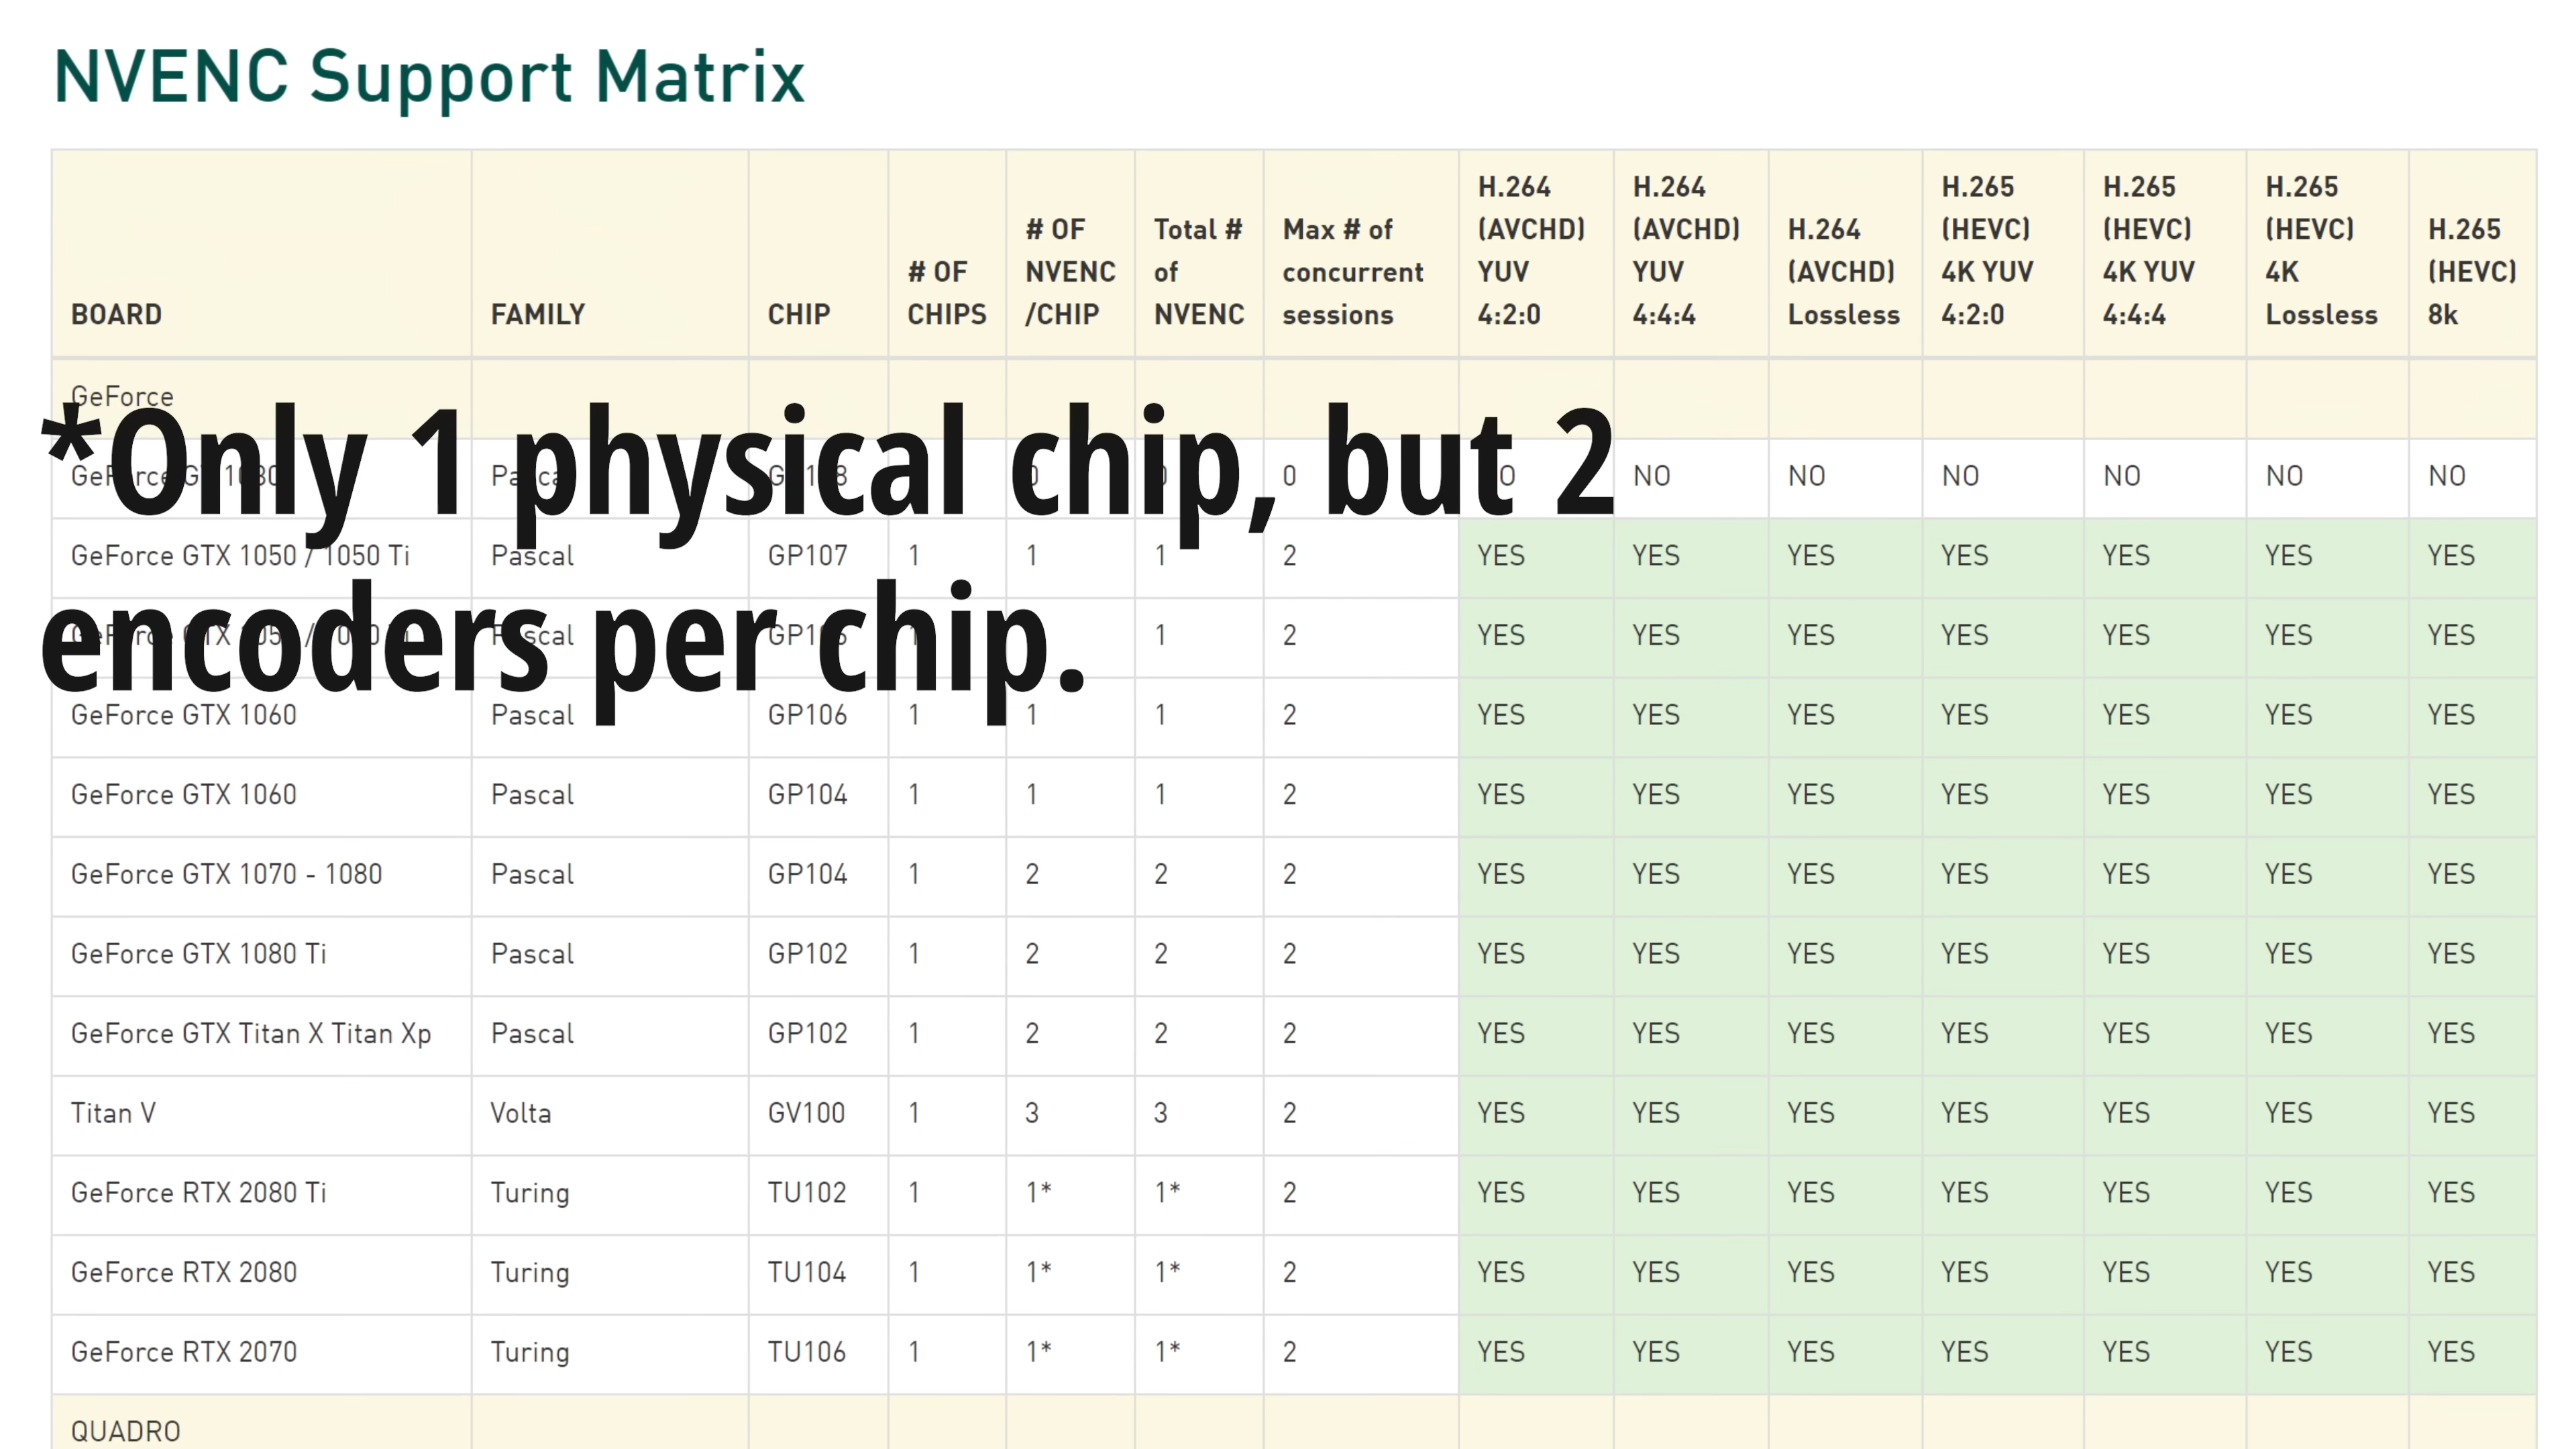 NVENC Support Matrix
BOARD FAMILY CHIP # OF CHIPS # OF NVENC /CHIP Total # of NVENC Max # of concurrent sessions H.264 (AVCHD) YUV 4:2:0 H.264 (AVCHD) YUV 4:4:4 H.264 (AVCHD) Lossless H.265 (HEVC) 4K YUV 4:2:0 H.265 (HEVC) 4K YUV 4:4:4 H.265 (HEVC) 4K Lossless H.265 (HEVC) 8k
GeForce
*Only 1 physical chip, but 2
0 NO NO NO NO NO NO
GeForce GTX 1050 / 1050 Ti Pascal GP107 1 1 1 2 YES YES YES YES YES YES YES
encoders per chip.
Pascal 1 2 YES YES YES YES YES YES YES
GeForce GTX 1060 Pascal GP106 1 1 1 2 YES YES YES YES YES YES YES
GeForce GTX 1060 Pascal GP104 1 1 1 2 YES YES YES YES YES YES YES
GeForce GTX 1070 - 1080 Pascal GP104 1 2 2 2 YES YES YES YES YES YES YES
GeForce GTX 1080 Ti Pascal GP102 1 2 2 2 YES YES YES YES YES YES YES
GeForce GTX Titan X Titan Xp Pascal GP102 1 2 2 2 YES YES YES YES YES YES YES
Titan V Volta GV100 1 3 3 2 YES YES YES YES YES YES YES
GeForce RTX 2080 Ti Turing TU102 1 1* 1* 2 YES YES YES YES YES YES YES
GeForce RTX 2080 Turing TU104 1 1* 1* 2 YES YES YES YES YES YES YES
GeForce RTX 2070 Turing TU106 1 1* 1* 2 YES YES YES YES YES YES YES
QUADRO